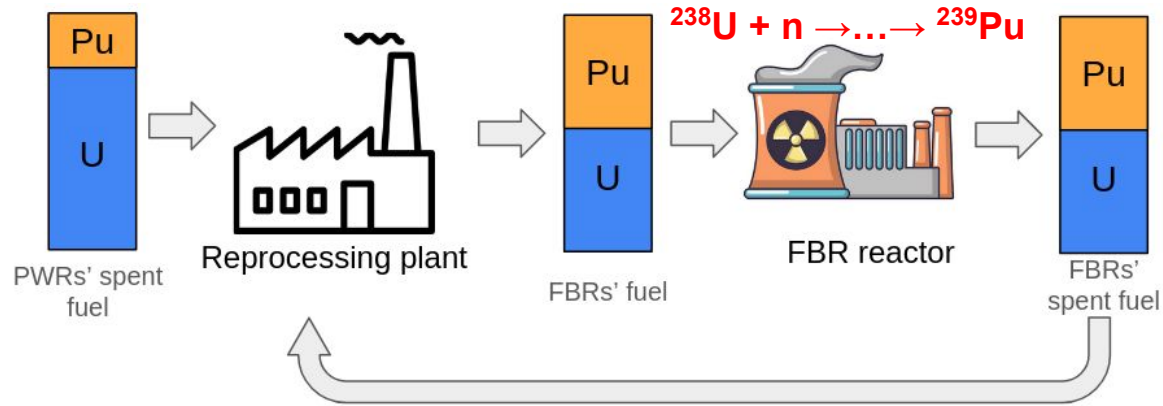 ²³⁸U + n →...→ ²³⁹Pu
Pu
U
PWRs' spent
fuel
Reprocessing plant
Pu
U
FBRs' fuel
FBR reactor
Pu
U
FBRs'
spent fuel